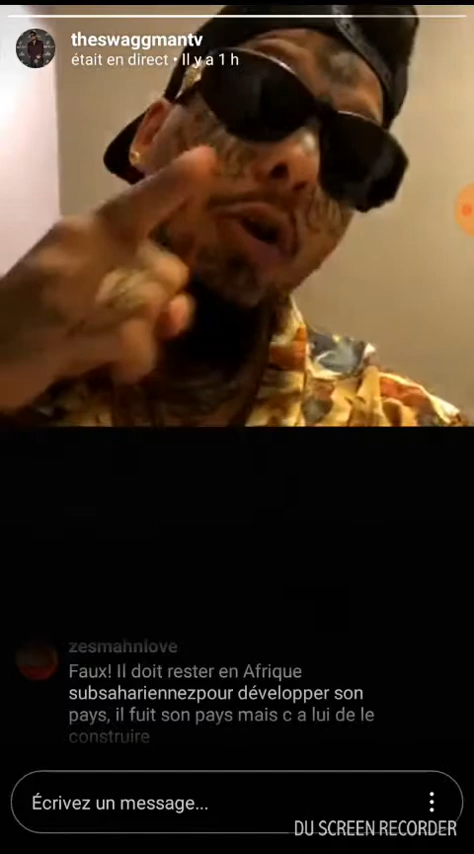 theswaggmantv
était en direct • Il y a 1 h
zesmahnlove
Faux! Il doit rester en Afrique
subsahariennezpour développer son
pays, il fuit son pays mais c a lui de le
construire
Écrivez un message...
DU SCREEN RECORDER